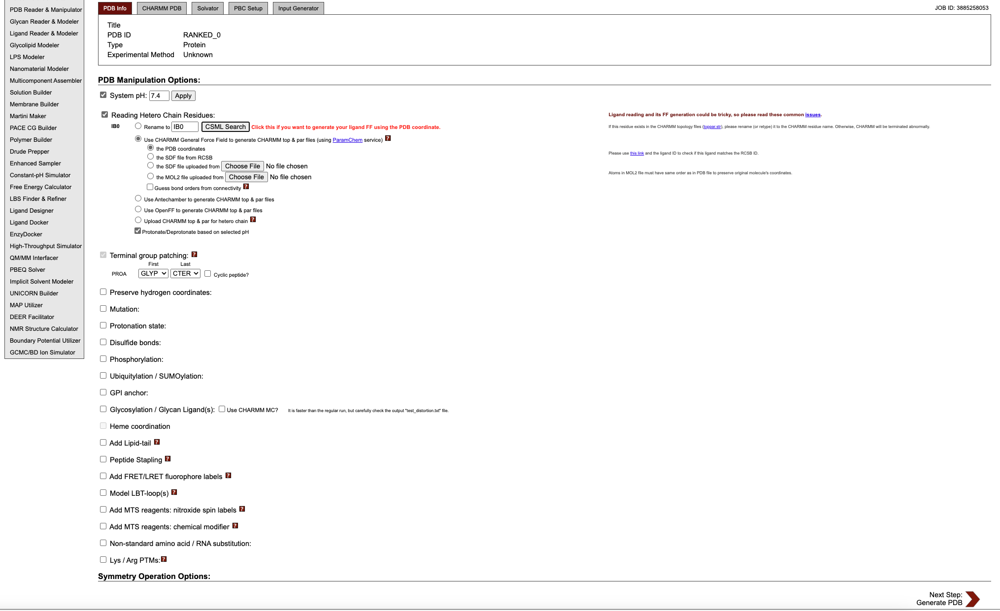 PDB Reader & Manipulator
Glycan Reader & Modeler
Ligand Reader & Modeler
Glycolipid Modeler
LPS Modeler
Nanomaterial Modeler
Multicomponent Assembler
Solution Builder
Membrane Builder
Martini Maker
PACE CG Builder
Polymer Builder
Drude Prepper
Enhanced Sampler
Constant-pH Simulator
Free Energy Calculator
LBS Finder & Refiner
Ligand Designer
Ligand Docker
EnzyDocker
High-Throughput Simulator
QM/MM Interfacer
PBEQ Solver
Implicit Solvent Modeler
UNICORN Builder
MAP Utilizer
DEER Facilitator
NMR Structure Calculator
Boundary Potential Utilizer
GCMC/BD Ion Simulator
PDB Info CHARMM PDB Solvator PBC Setup Input Generator JOB ID: 3885258053
Title
PDB ID RANKED_0
Type Protein
Experimental Method Unknown
PDB Manipulation Options:
System pH: 7.4 Apply
Reading Hetero Chain Residues: Ligand reading and its FF generation could be tricky, so please read these common issues.
IB0 Rename to IB0 CSML Search Click this if you want to generate your ligand FF using the PDB coordinate. If this residue exists in the CHARMM topology files (toppar.str), please rename (or retype) it to the CHARMM residue name. Otherwise, CHARMM will be terminated abnormally.
Use CHARMM General Force Field to generate CHARMM top & par files (using ParamChem service) ?
the PDB coordinates
the SDF file from RCSB Please use this link and the ligand ID to check if this ligand matches the RCSB ID.
the SDF file uploaded from Choose File No file chosen
the MOL2 file uploaded from Choose File No file chosen Atoms in MOL2 file must have same order as in PDB file to preserve original molecule's coordinates.
Guess bond orders from connectivity ?
Use Antechamber to generate CHARMM top & par files
Use OpenFF to generate CHARMM top & par files
Upload CHARMM top & par for hetero chain ?
Protonate/Deprotonate based on selected pH
Terminal group patching: ?
First Last
PROA GLYP CTER Cyclic peptide?
Preserve hydrogen coordinates:
Mutation:
Protonation state:
Disulfide bonds:
Phosphorylation:
Ubiquitylation / SUMOylation:
GPI anchor:
Glycosylation / Glycan Ligand(s): Use CHARMM MC? It is faster than the regular run, but carefully check the output "test_distortion.txt" file.
Heme coordination
Add Lipid-tail ?
Peptide Stapling ?
Add FRET/LRET fluorophore labels ?
Model LBT-loop(s) ?
Add MTS reagents: nitroxide spin labels ?
Add MTS reagents: chemical modifier ?
Non-standard amino acid / RNA substitution:
Lys / Arg PTMs: ?
Symmetry Operation Options:
Next Step:
Generate PDB